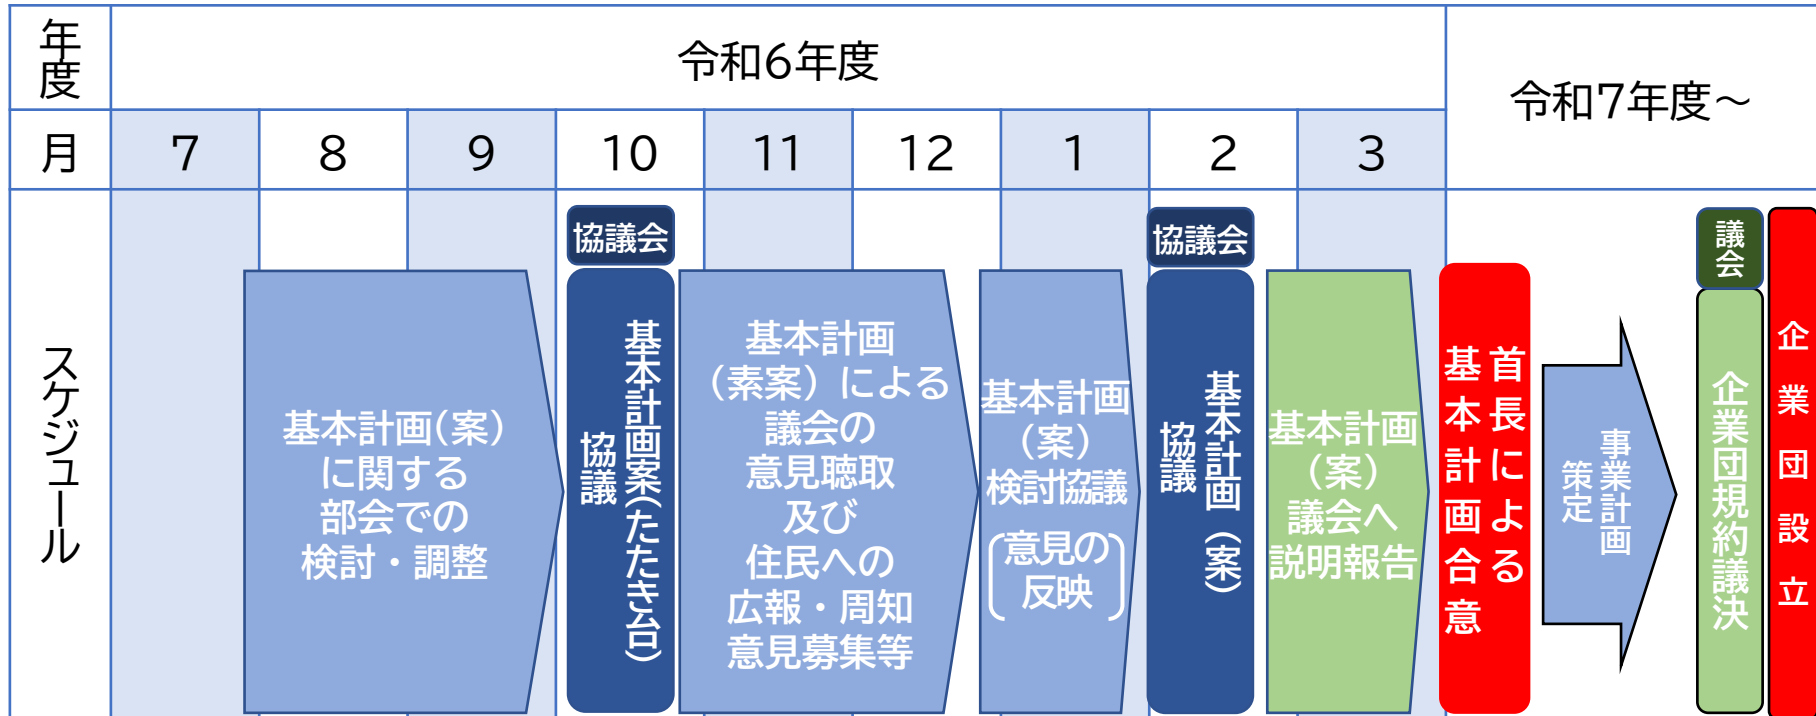 年度
令和6年度
令和7年度～
月
7
8
9
10
11
12
1
2
3
スケジュール
基本計画(案)
に関する
部会での
検討・調整
協議会
基本計画案(たたき台)
協議
基本計画
（素案）による
議会の
意見聴取
及び
住民への
広報・周知
意見募集等
基本計画
（案）
検討協議
意見の
反映
協議会
基本計画（案）
協議
基本計画
（案）
議会へ
説明報告
首長による
基本計画合意
事業計画
策定
議会
企業団規約議決
企業団設立